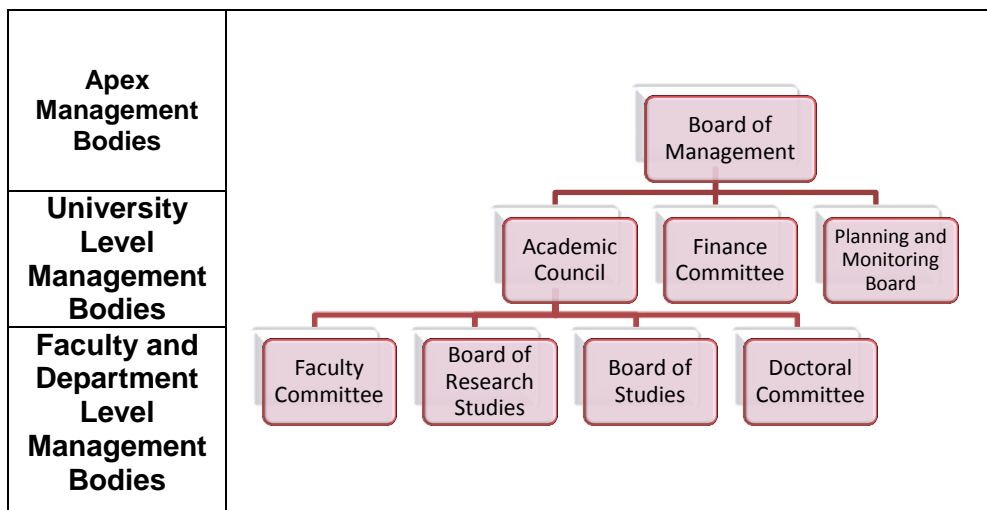 Apex
Management
Bodies
Board of
Management
University
Level
Management
Bodies
Academic
Council
Finance
Committee
Planning and
Monitoring
Board
Faculty and
Department
Level
Management
Bodies
Faculty
Committee
Board of
Research
Studies
Board of
Studies
Doctoral
Committee